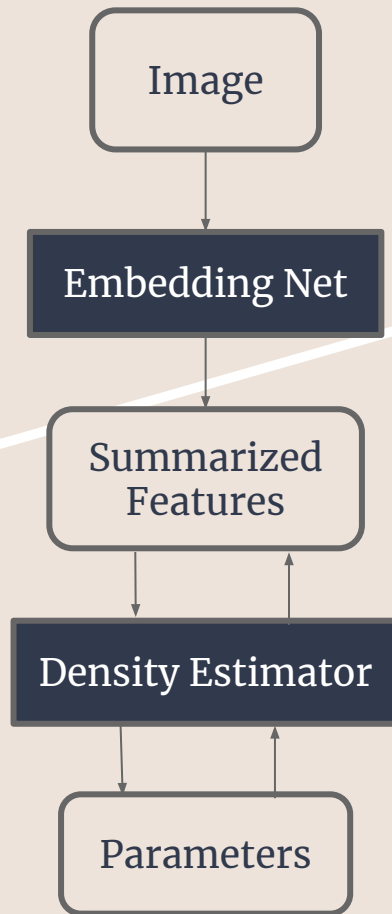 Image
Embedding Net
Summarized
Features
Density Estimator
Parameters